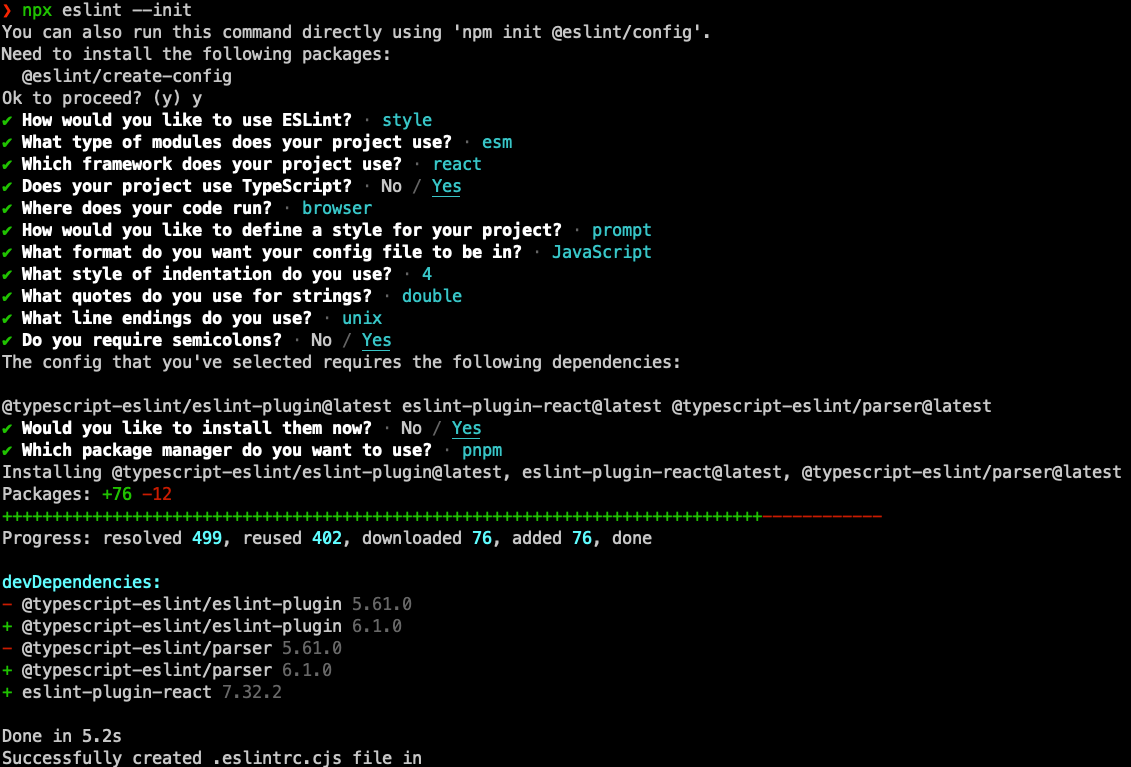 ❯ npx eslint --init
You can also run this command directly using 'npm init @eslint/config'.
Need to install the following packages:
  @eslint/create-config
Ok to proceed? (y) y
✔ How would you like to use ESLint? · style
✔ What type of modules does your project use? · esm
✔ Which framework does your project use? · react
✔ Does your project use TypeScript? · No / Yes
✔ Where does your code run? · browser
✔ How would you like to define a style for your project? · prompt
✔ What format do you want your config file to be in? · JavaScript
✔ What style of indentation do you use? · 4
✔ What quotes do you use for strings? · double
✔ What line endings do you use? · unix
✔ Do you require semicolons? · No / Yes
The config that you've selected requires the following dependencies:

@typescript-eslint/eslint-plugin@latest eslint-plugin-react@latest @typescript-eslint/parser@latest
✔ Would you like to install them now? · No / Yes
✔ Which package manager do you want to use? · pnpm
Installing @typescript-eslint/eslint-plugin@latest, eslint-plugin-react@latest, @typescript-eslint/parser@latest
Packages: +76 -12
++++++++++++++++++++++++++++++++++++++++++++++++++++++++++++++++++++++++++++------------
Progress: resolved 499, reused 402, downloaded 76, added 76, done

devDependencies:
- @typescript-eslint/eslint-plugin 5.61.0
+ @typescript-eslint/eslint-plugin 6.1.0
- @typescript-eslint/parser 5.61.0
+ @typescript-eslint/parser 6.1.0
+ eslint-plugin-react 7.32.2

Done in 5.2s
Successfully created .eslintrc.cjs file in